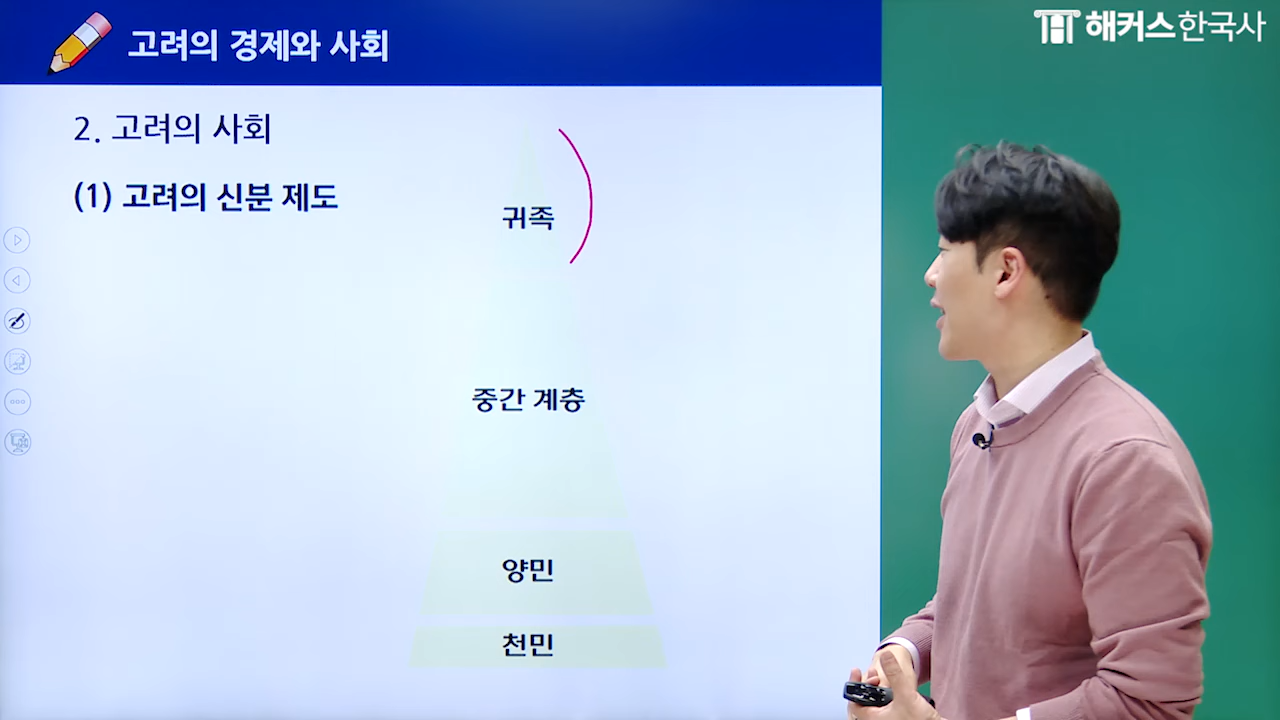 고려의 경제와 사회
해커스한국사
2. 고려의 사회
(1) 고려의 신분 제도
귀족
중간 계층
양민
천민